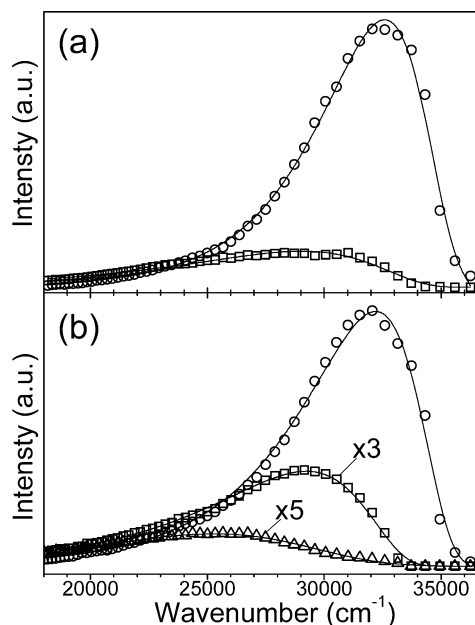 (a)
Intensty (a.u.)
(b)
x3
x5
Intensty (a.u.)
20000 25000 30000 35000
Wavenumber (cm⁻¹)